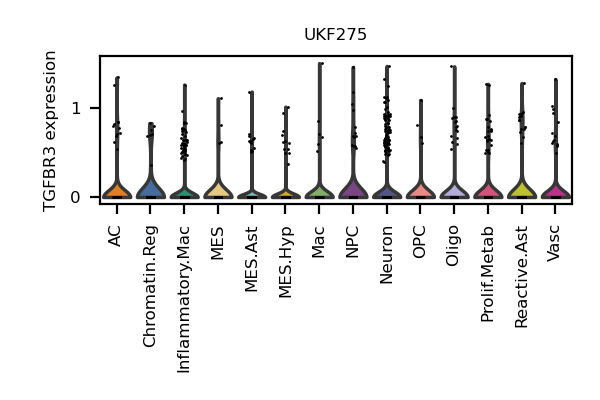 UKF275
TGFBR3 expression
1
0
AC
Chromatin.Reg
Inflammatory.Mac
MES
MES.Ast
MES.Hyp
Mac
NPC
Neuron
OPC
Oligo
Prolif.Metab
Reactive.Ast
Vasc